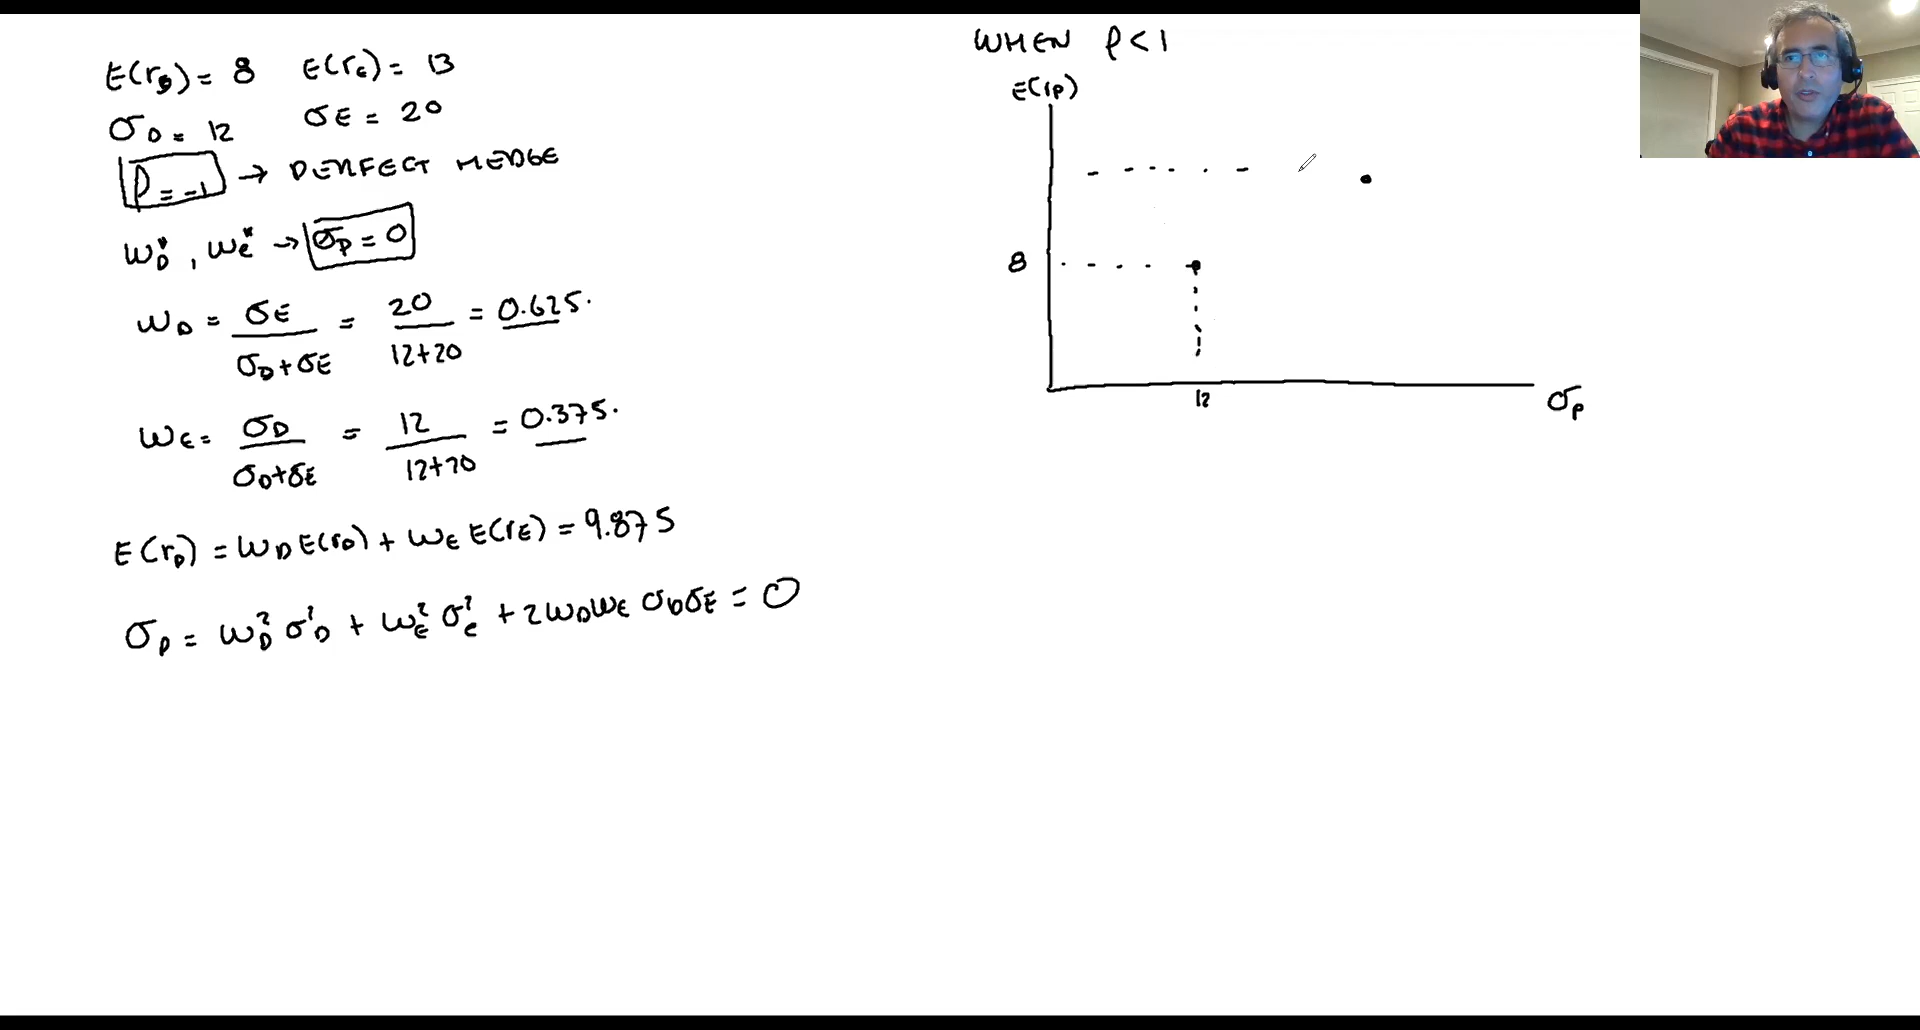 E(r_D) = 8   E(r_E) = 13
σ_D = 12   σ_E = 20
ρ = -1 → PERFECT HEDGE
w_D*, w_E* → σ_P = 0
w_D = σ_E / (σ_D + σ_E) = 20 / (12+20) = 0.625.
w_E = σ_D / (σ_D + σ_E) = 12 / (12+20) = 0.375.
E(r_P) = w_D E(r_D) + w_E E(r_E) = 9.875
σ_P = w_D² σ_D² + w_E² σ_E² + 2 w_D w_E σ_D σ_E = 0
WHEN ρ < 1
E(r_P)
8
12
σ_P